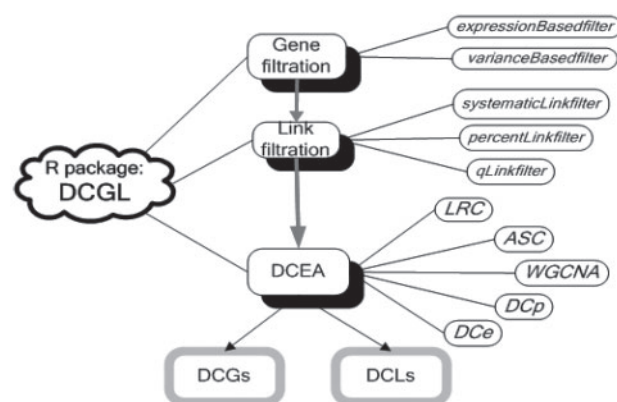 expressionBasedfilter
Gene
filtration
varianceBasedfilter
systematicLinkfilter
Link
filtration
percentLinkfilter
qLinkfilter
R package:
DCGL
LRC
ASC
DCEA
WGCNA
DCp
DCe
DCGs
DCLs